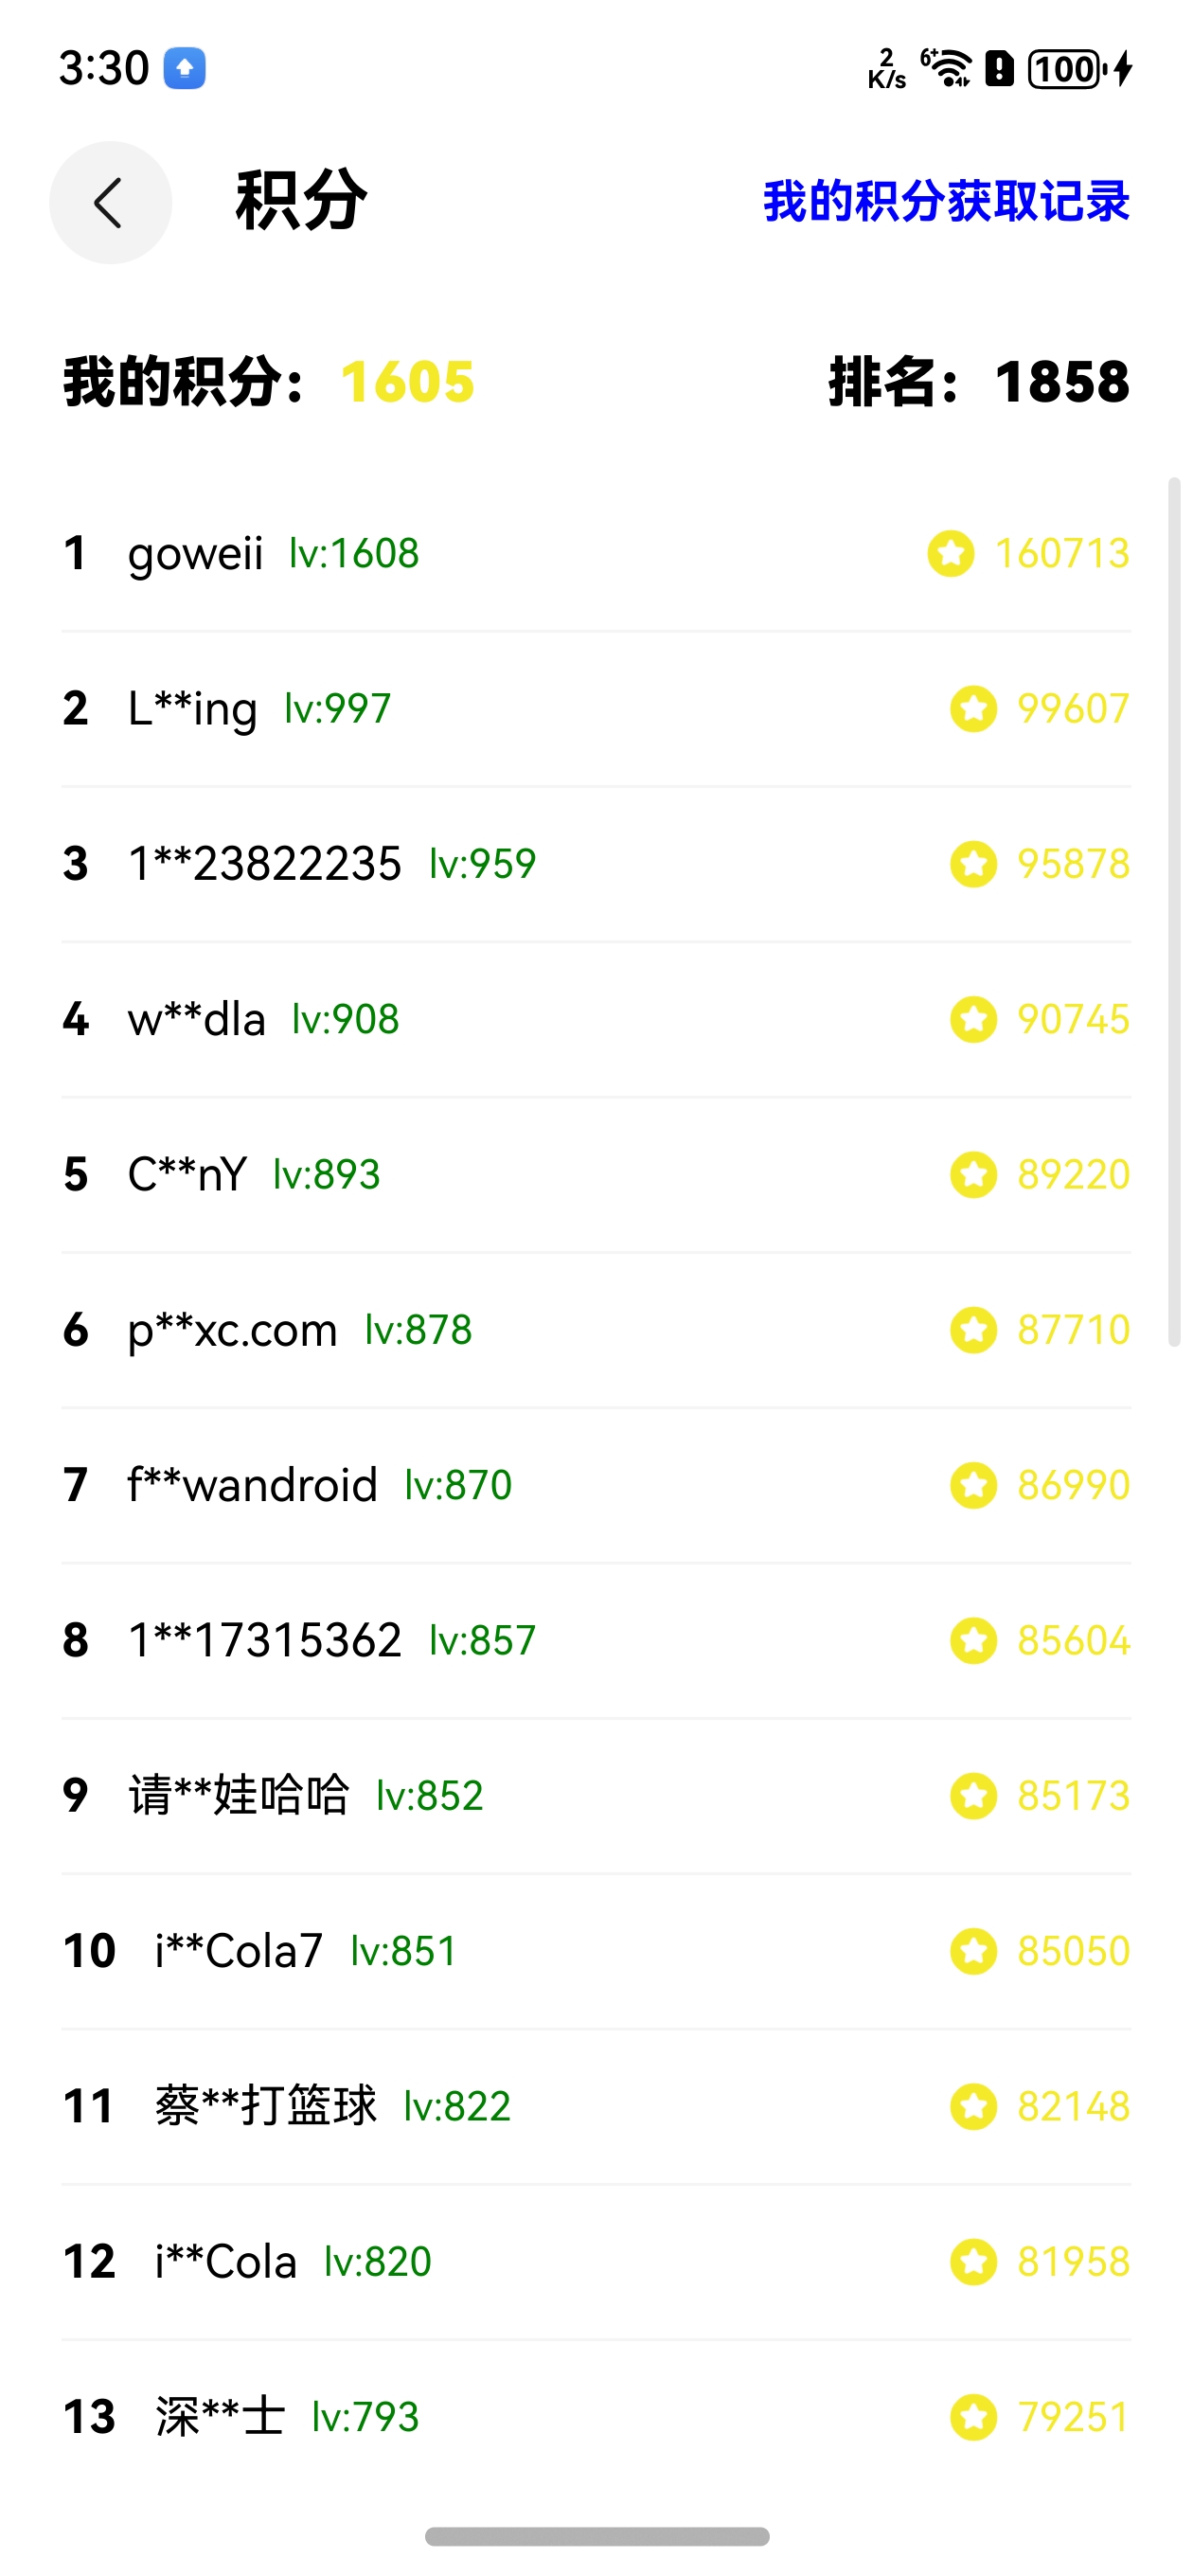 3:30 2 K/s 6+ 100
积分 我的积分获取记录
我的积分: 1605 排名: 1858
1 goweii lv:1608 160713
2 L**ing lv:997 99607
3 1**23822235 lv:959 95878
4 w**dla lv:908 90745
5 C**nY lv:893 89220
6 p**xc.com lv:878 87710
7 f**wandroid lv:870 86990
8 1**17315362 lv:857 85604
9 请**娃哈哈 lv:852 85173
10 i**Cola7 lv:851 85050
11 蔡**打篮球 lv:822 82148
12 i**Cola lv:820 81958
13 深**士 lv:793 79251